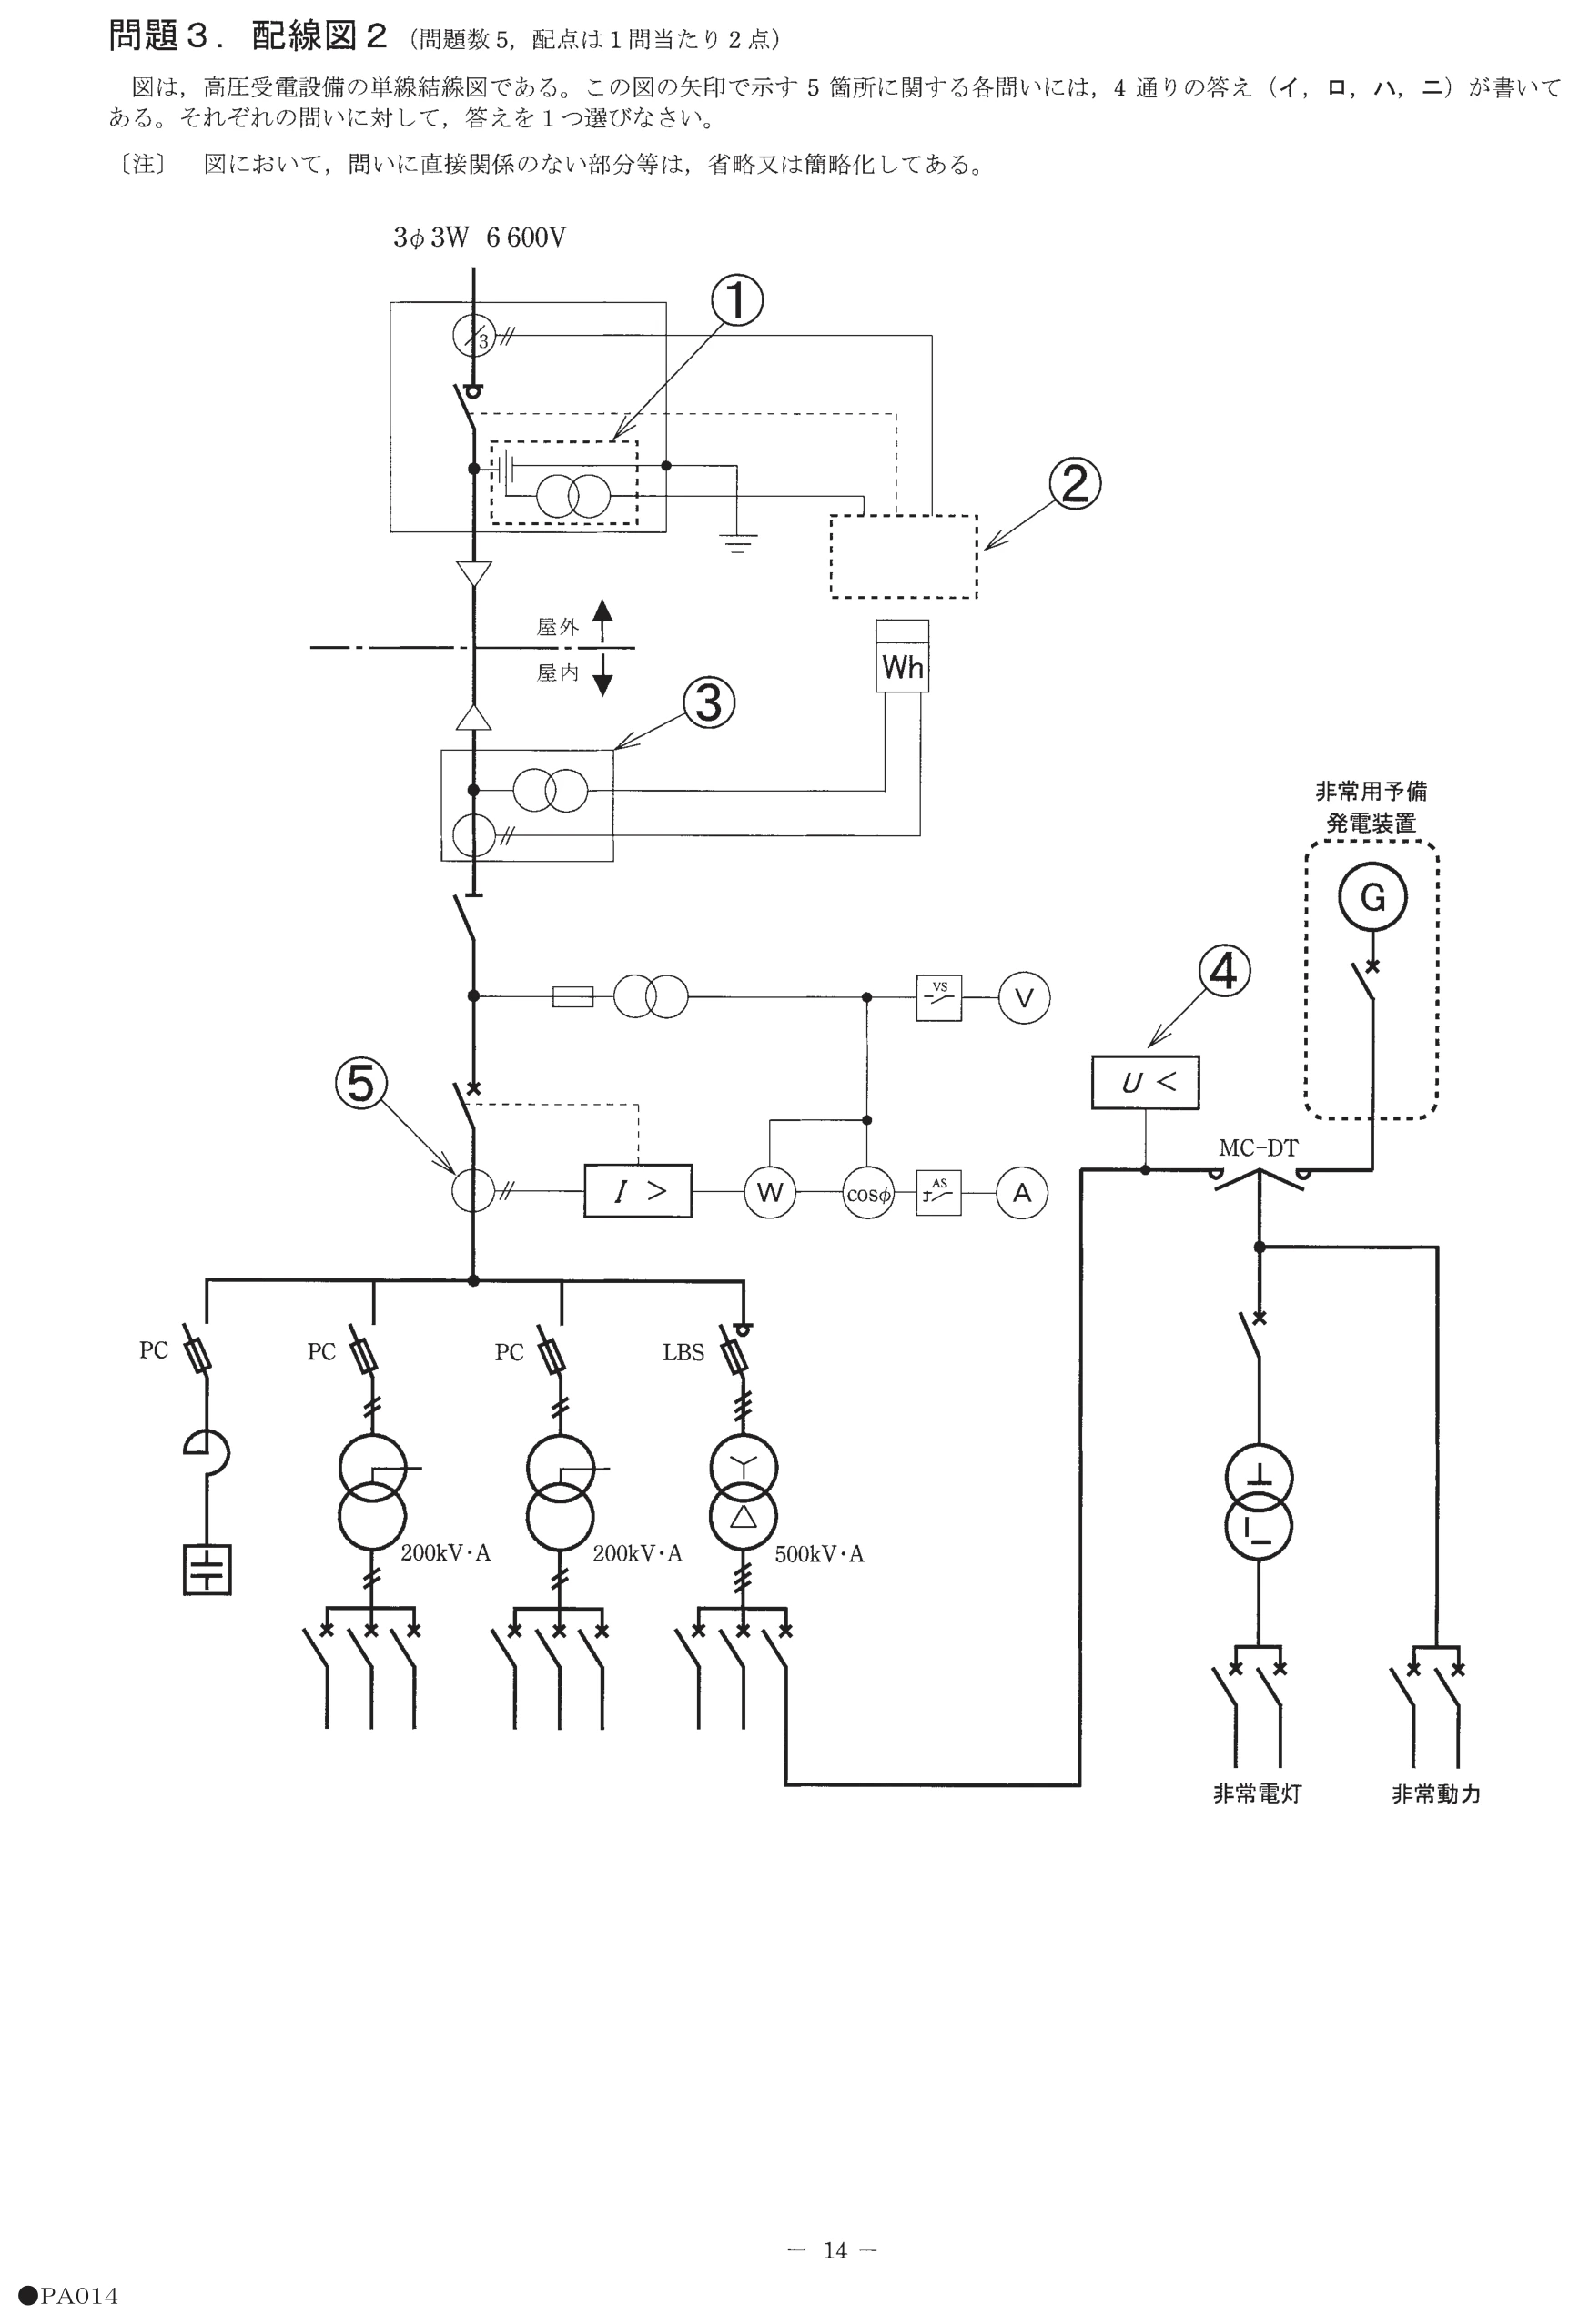 問題3. 配線図2 (問題数5, 配点は1問当たり2点)
図は, 高圧受電設備の単線結線図である。この図の矢印で示す 5 箇所に関する各問いには, 4 通りの答え (イ, ロ, ハ, ニ) が書いて
ある。それぞれの問いに対して, 答えを1つ選びなさい。
〔注〕 図において, 問いに直接関係のない部分等は, 省略又は簡略化してある。
3φ3W 6 600V
①
3
②
屋外
屋内
Wh
③
非常用予備
発電装置
G
④
VS
V
⑤
U <
MC-DT
I >
W
cosφ
AS
A
PC
PC
PC
LBS
200kV・A
200kV・A
500kV・A
非常電灯
非常動力
― 14 ―
●PA014